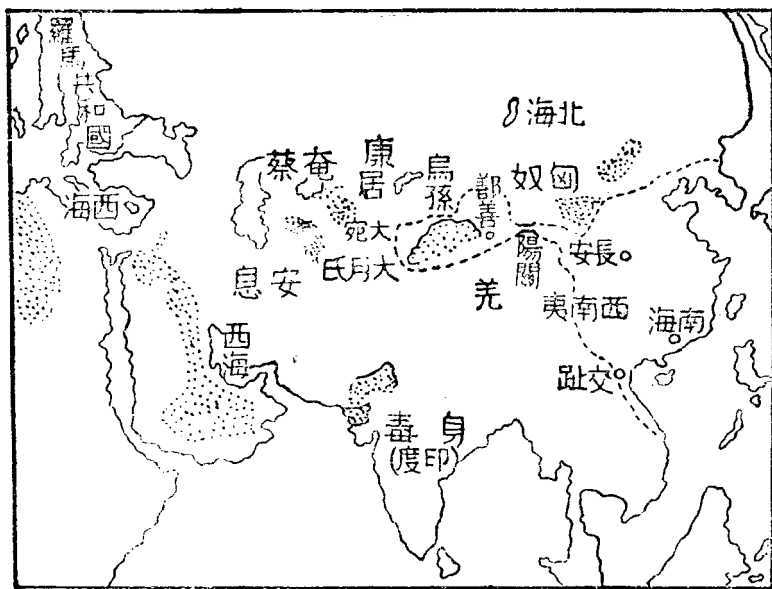 羅馬共和國
北海
匈奴
鄯善
烏孫
康居
奄蔡
西海
大宛
大月氏
安息
陽關
長安
羌
西南夷
南海
西海
交趾
身毒
(印度)